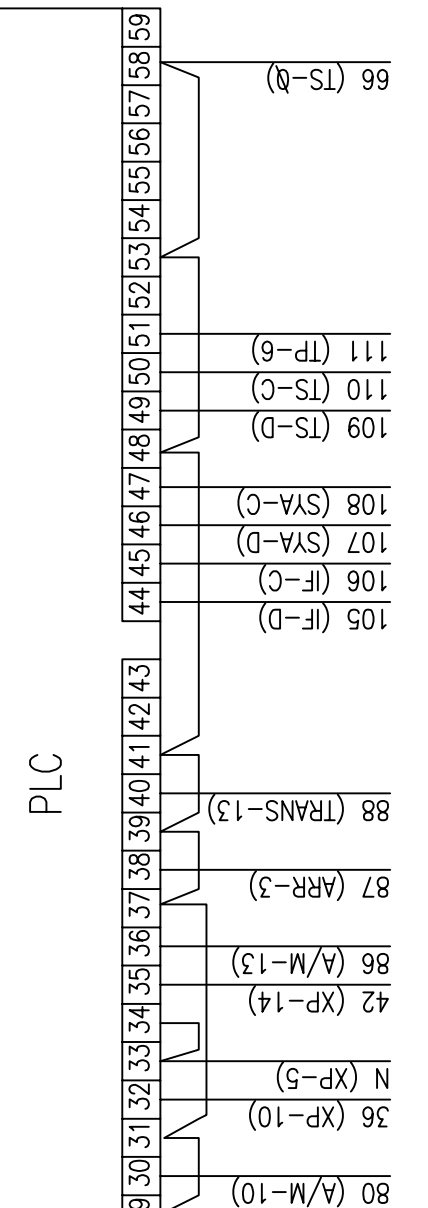 59
58
57
56
55
54
53
52
51
50
49
48
47
46
45
44
43
42
41
40
39
38
37
36
35
34
33
32
31
30
PLC
66 (TS-Ø)
111 (TP-6)
110 (TS-C)
109 (TS-D)
108 (SYA-C)
107 (SYA-D)
106 (IF-C)
105 (IF-D)
88 (TRANS-13)
87 (ARR-3)
86 (A/M-13)
42 (XP-14)
N (XP-5)
36 (XP-10)
80 (A/M-10)